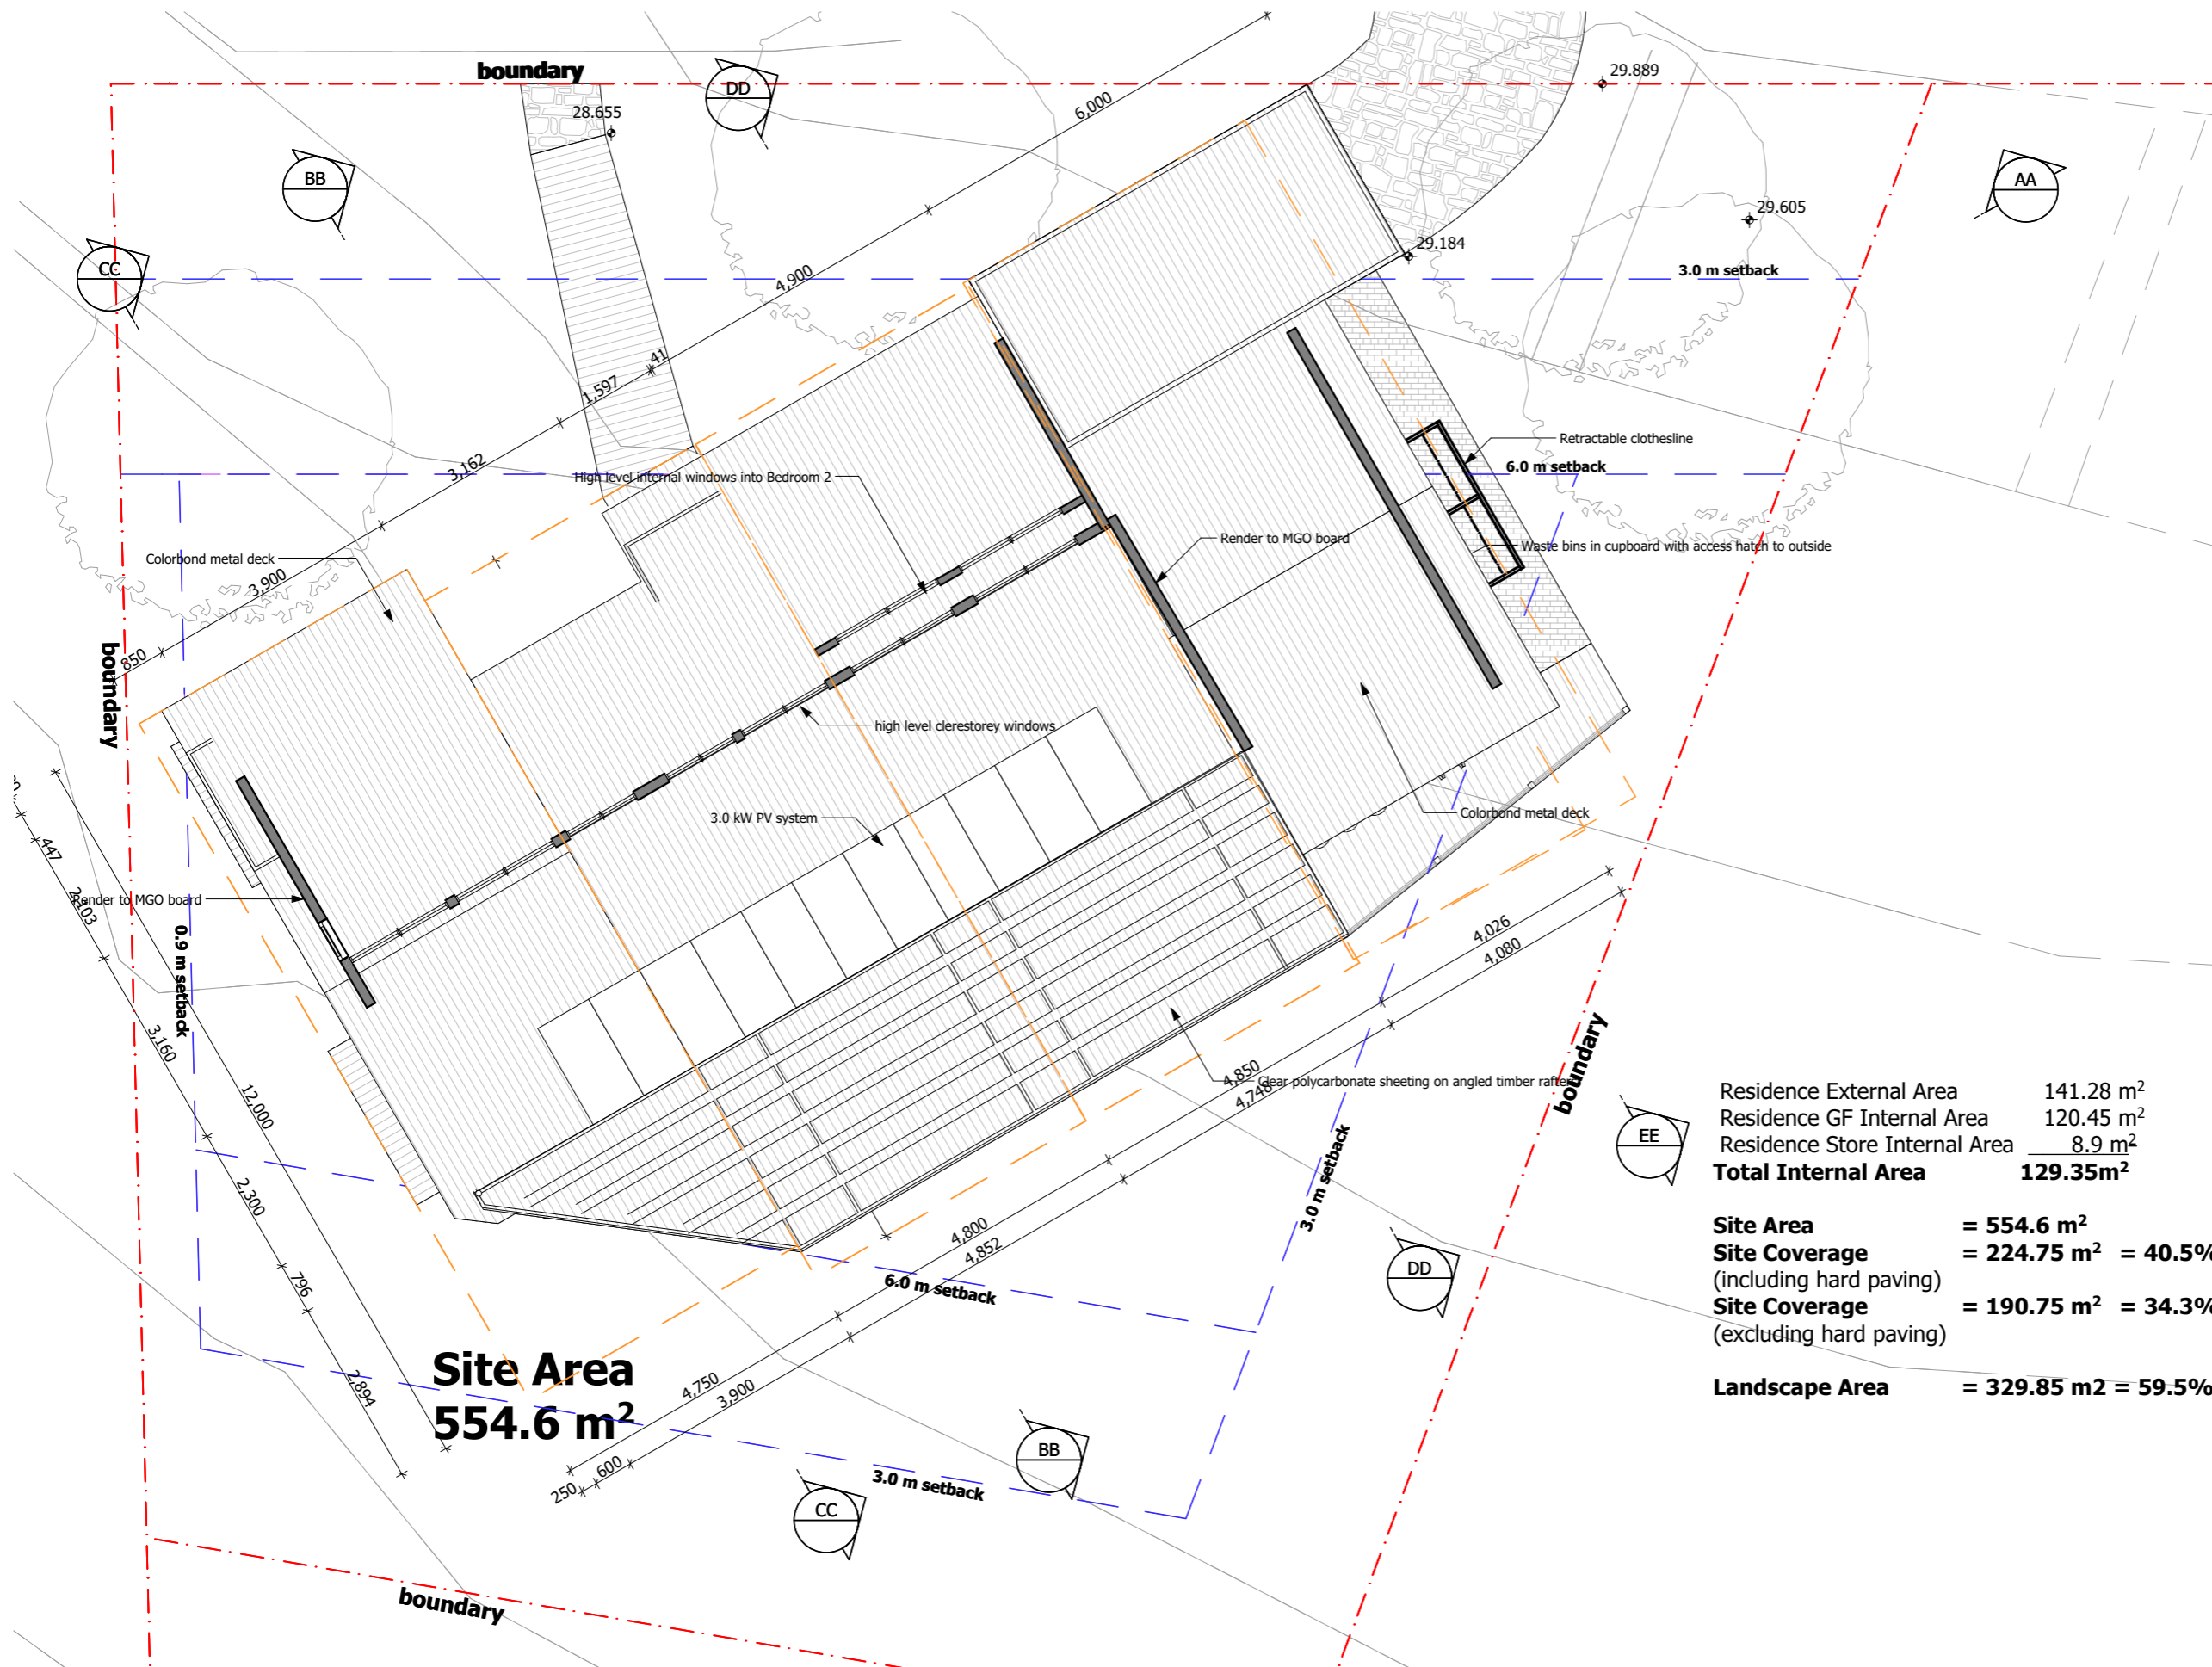 boundary
DD
29.889
28.655
6,000
BB
AA
29.605
29.184
CC
3.0 m setback
4,900
41
1,597
Retractable clothesline
3,162
6.0 m setback
High level internal windows into Bedroom 2
Render to MGO board
Waste bins in cupboard with access hatch to outside
Colorbond metal deck
3,900
850
boundary
high level clerestorey windows
3.0 kW PV system
Colorbond metal deck
447
2,103
Render to MGO board
0.9 m setback
3,160
12,000
4,026
4,080
4,850
4,748
Clear polycarbonate sheeting on angled timber rafter
boundary
3.0 m setback
2,300
796
2,894
4,800
4,852
6.0 m setback
EE
DD
Residence External Area 141.28 m²
Residence GF Internal Area 120.45 m²
Residence Store Internal Area 8.9 m²
Total Internal Area 129.35m²
Site Area = 554.6 m²
Site Coverage = 224.75 m² = 40.5%
(including hard paving)
Site Coverage = 190.75 m² = 34.3%
(excluding hard paving)
Landscape Area = 329.85 m2 = 59.5%
Site Area
554.6 m²
4,750
3,900
600
250
3.0 m setback
BB
CC
boundary